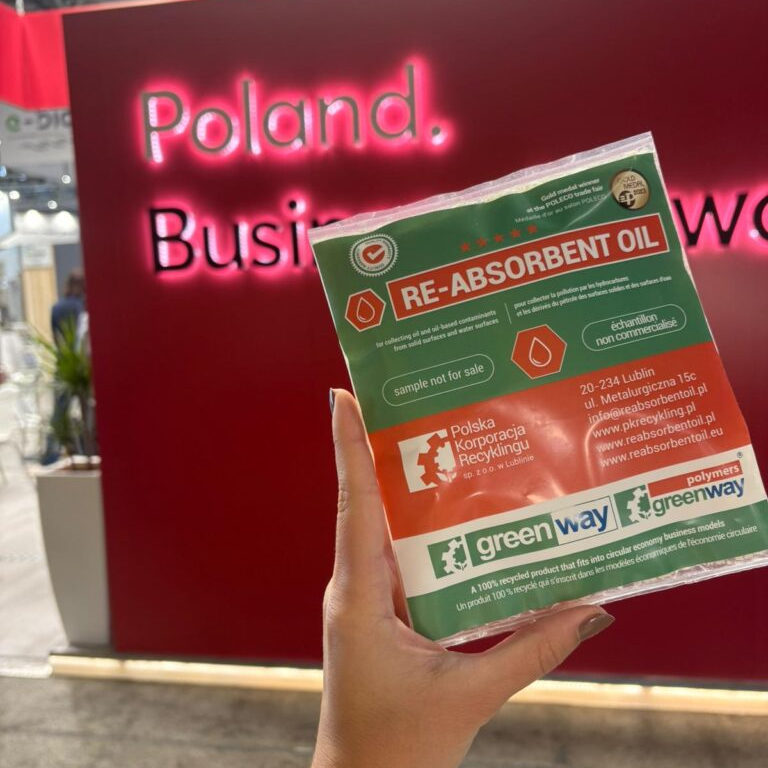 Poland.
Busi
Gold medal winner
at the POLECO trade fair
Médaille d'or au salon POLECO
RE-ABSORBENT OIL
for collecting oil and oil-based contaminants
from solid surfaces and water surfaces
pour collecter la pollution par les hydrocarbures
et les dérivés du pétrole des surfaces solides et des surfaces d'eau
sample not for sale
échantillon
non commercialisé
Polska
Korporacja
Recyklingu
sp. z o.o. w Lublinie
20-234 Lublin
ul. Metalurgiczna 15c
info@reabsorbentoil.pl
www.pkrecykling.pl
www.reabsorbentoil.pl
www.reabsorbentoil.eu
greenway
polymers®
greenway
A 100% recycled product that fits into circular economy business models
Un produit 100 % recyclé qui s'inscrit dans les modèles économiques de l'économie circulaire